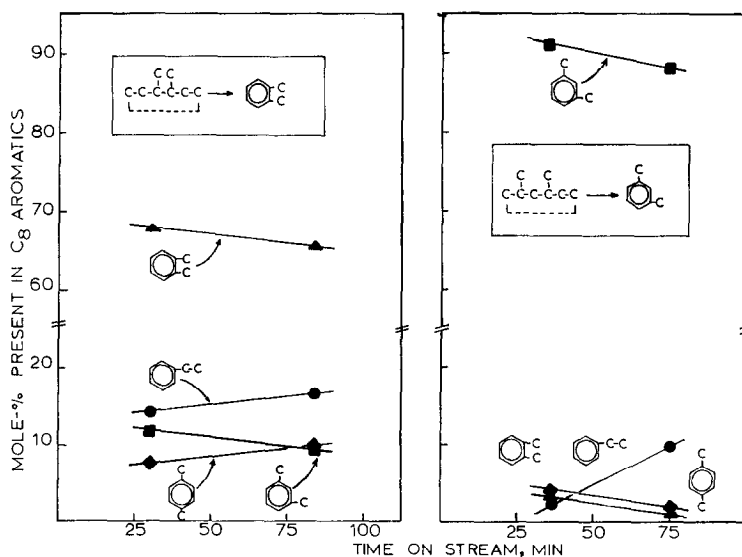 MOLE-% PRESENT IN C8 AROMATICS
90
80
70
60
20
10
C C
C-C-C-C-C-C
C
C
C
C
C-C
C
C
C
C
25 50 75 100
C
C
C C
C-C-C-C-C-C
C
C
C
C
C-C
C
C
25 50 75
TIME ON STREAM, MIN